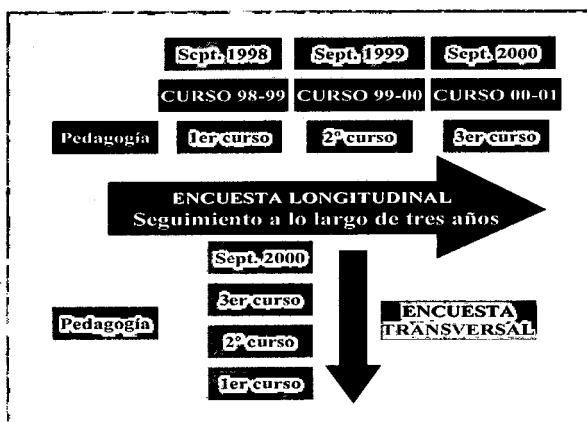 Sept. 1998 Sept. 1999 Sept. 2000
CURSO 98-99 CURSO 99-00 CURSO 00-01
Pedagogía 1er curso 2º curso 3er curso
ENCUESTA LONGITUDINAL
Seguimiento a lo largo de tres años
Sept. 2000
3er curso
Pedagogía
2º curso
1er curso
ENCUESTA
TRANSVERSAL